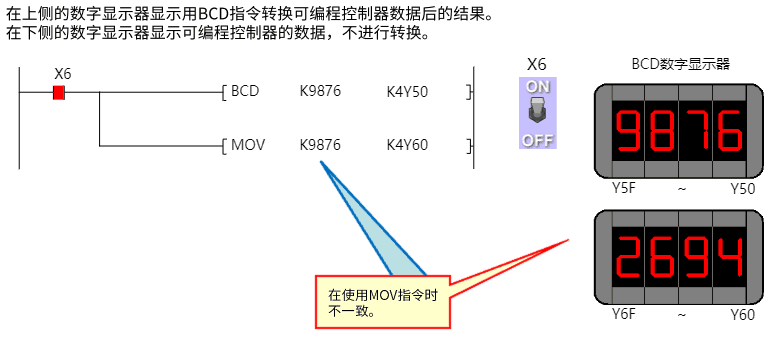 在上侧的数字显示器显示用BCD指令转换可编程控制器数据后的结果。
在下侧的数字显示器显示可编程控制器的数据，不进行转换。
X6
BCD K9876 K4Y50
MOV K9876 K4Y60
X6
ON
OFF
BCD数字显示器
9876
Y5F ~ Y50
2694
Y6F ~ Y60
在使用MOV指令时
不一致。